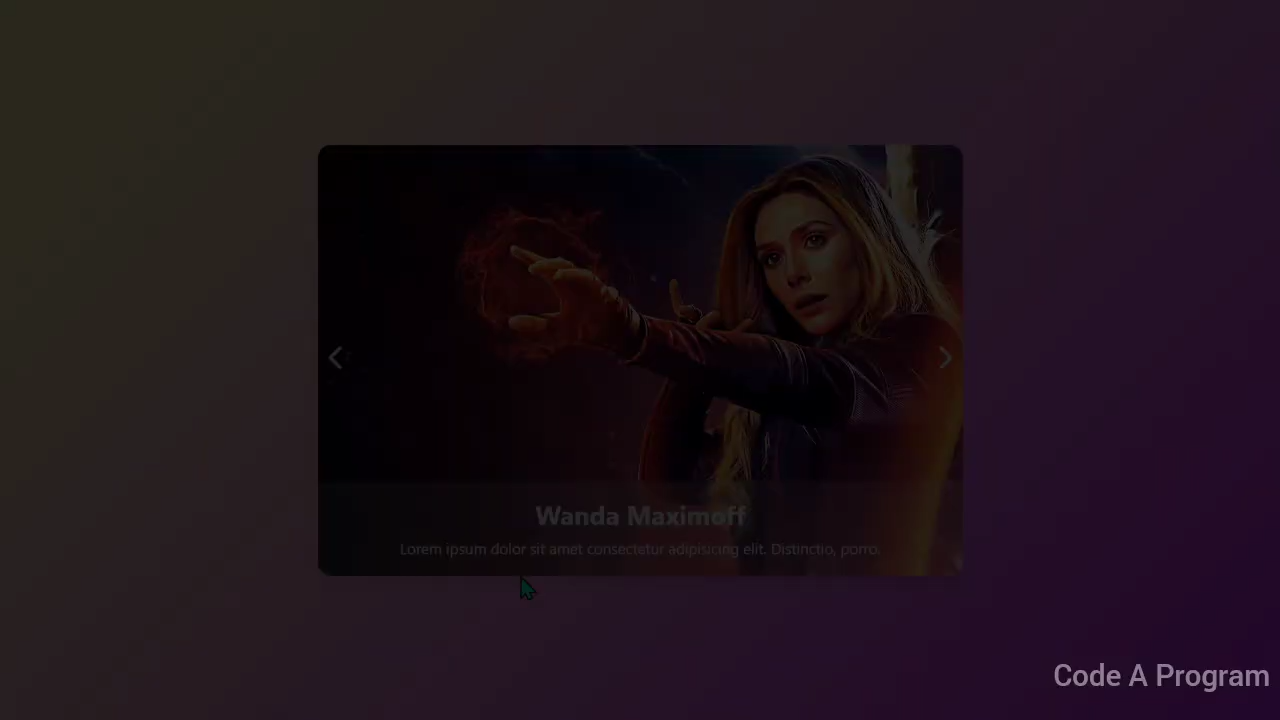 Wanda Maximoff
Lorem ipsum dolor sit amet consectetur adipisicing elit. Distinctio, porro.
Code A Program